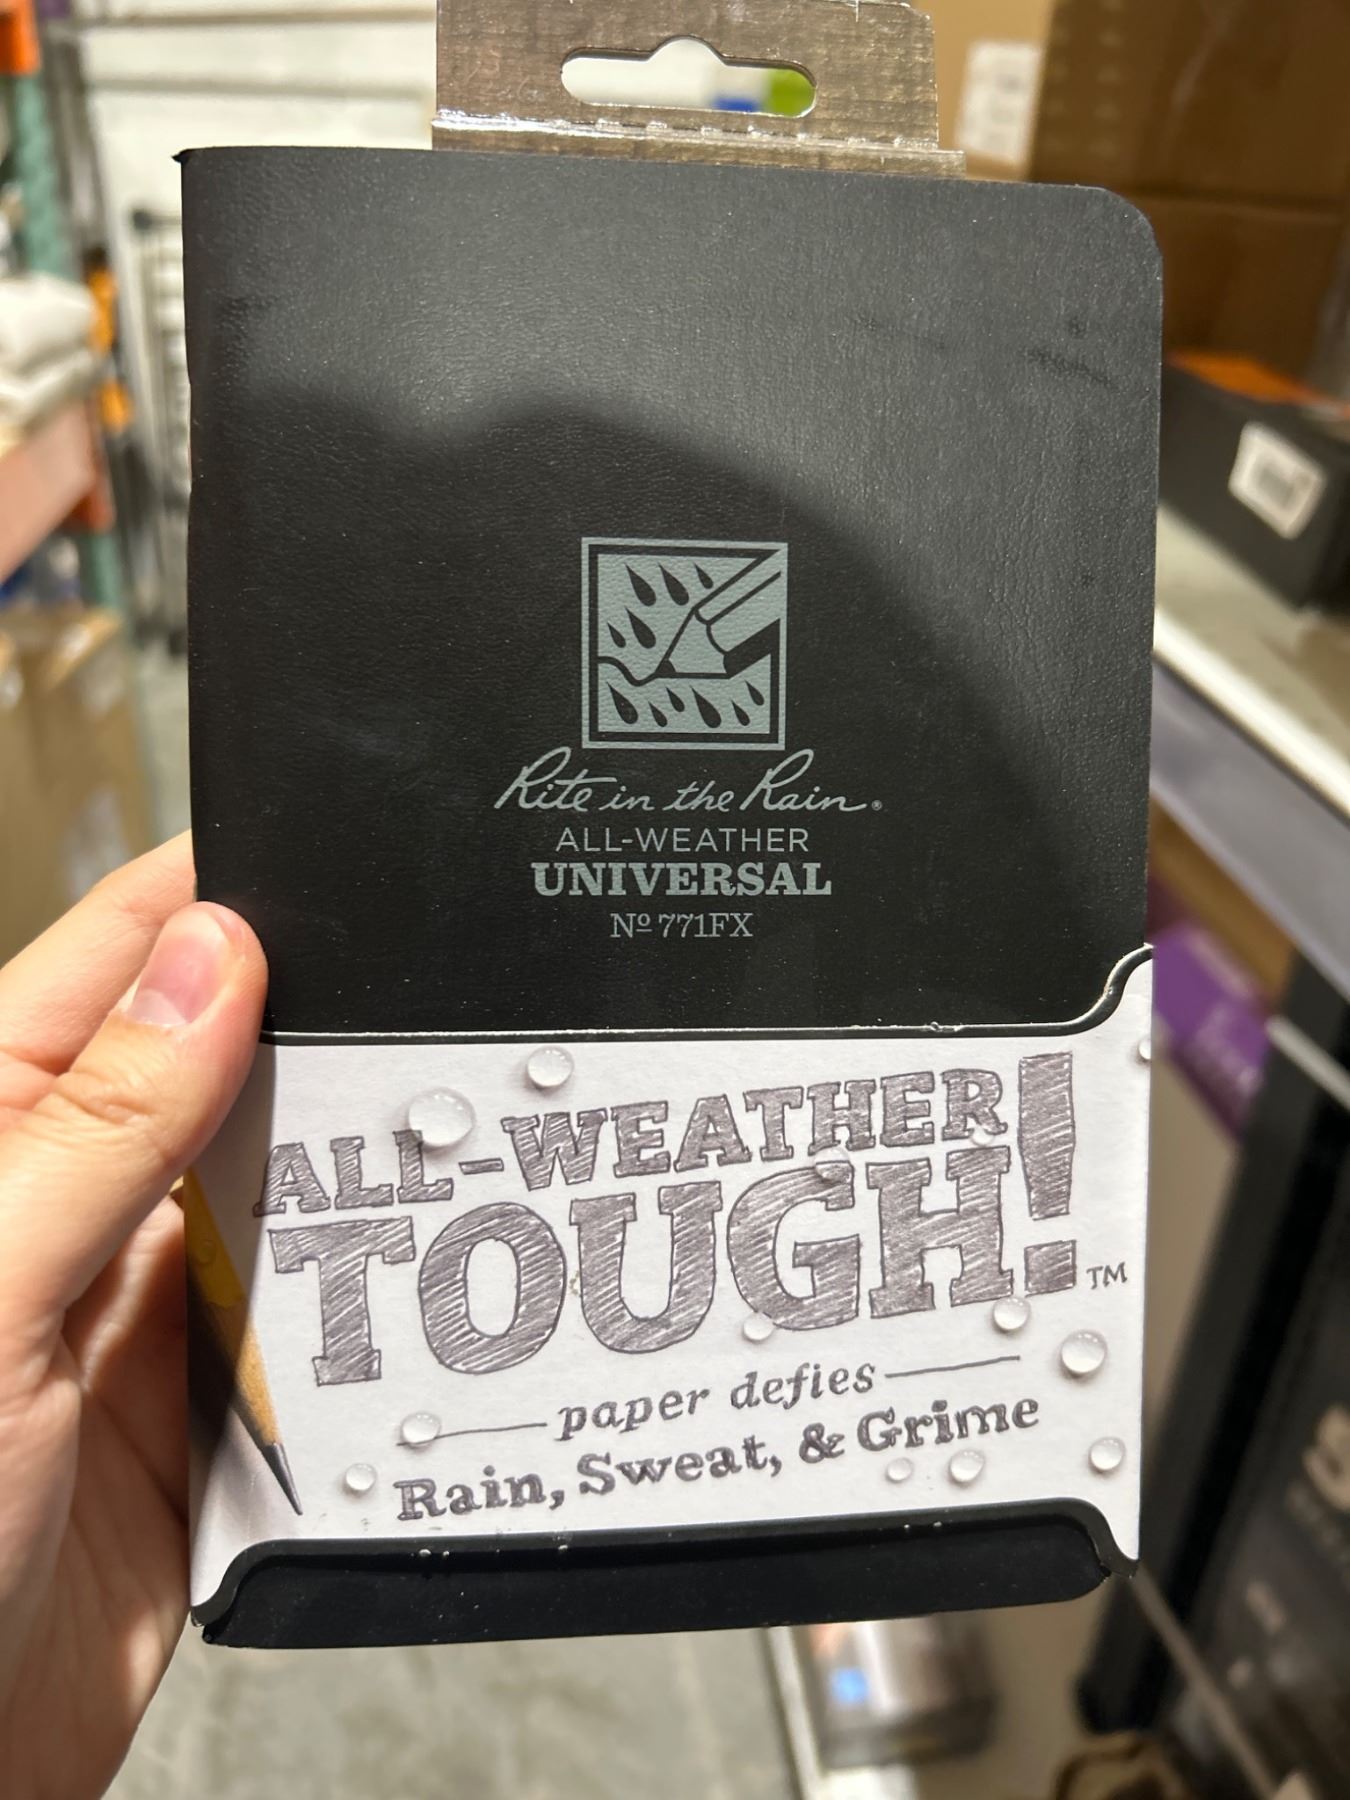 Rite in the Rain®
ALL-WEATHER
UNIVERSAL
Nº 771FX
ALL-WEATHER
TOUGH!™
paper defies
Rain, Sweat, & Grime